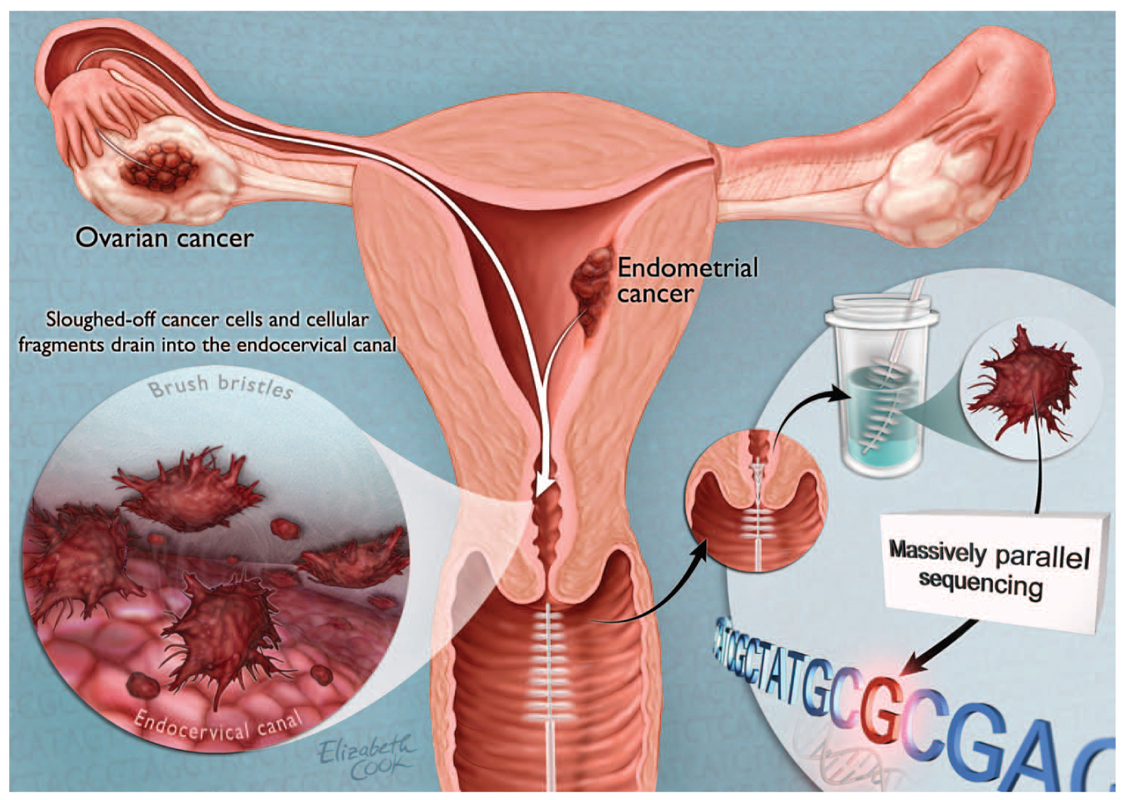 Ovarian cancer
Endometrial
cancer
Sloughed-off cancer cells and cellular
fragments drain into the endocervical canal
Brush bristles
Endocervical canal
Massively parallel
sequencing
CATCGCTATGCGCGAC
Elizabeth
Cook